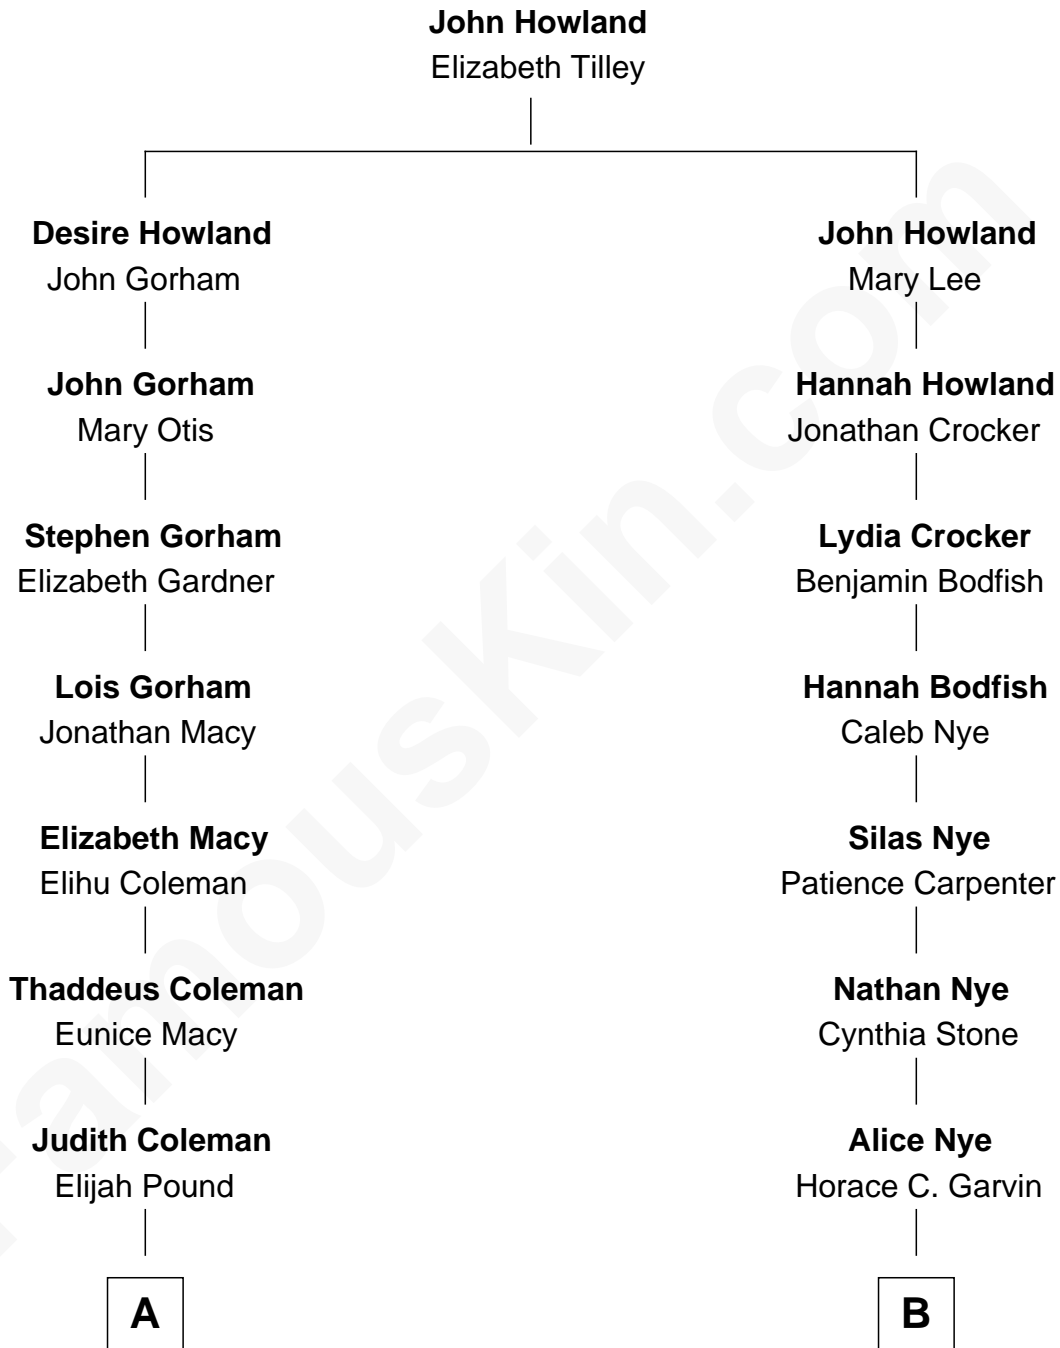 John Howland
Elizabeth Tilley
Desire Howland
John Gorham
John Howland
Mary Lee
John Gorham
Mary Otis
Hannah Howland
Jonathan Crocker
Stephen Gorham
Elizabeth Gardner
Lydia Crocker
Benjamin Bodfish
Lois Gorham
Jonathan Macy
Hannah Bodfish
Caleb Nye
Elizabeth Macy
Elihu Coleman
Silas Nye
Patience Carpenter
Thaddeus Coleman
Eunice Macy
Nathan Nye
Cynthia Stone
Judith Coleman
Elijah Pound
Alice Nye
Horace C. Garvin
A
B
FamousKin.com